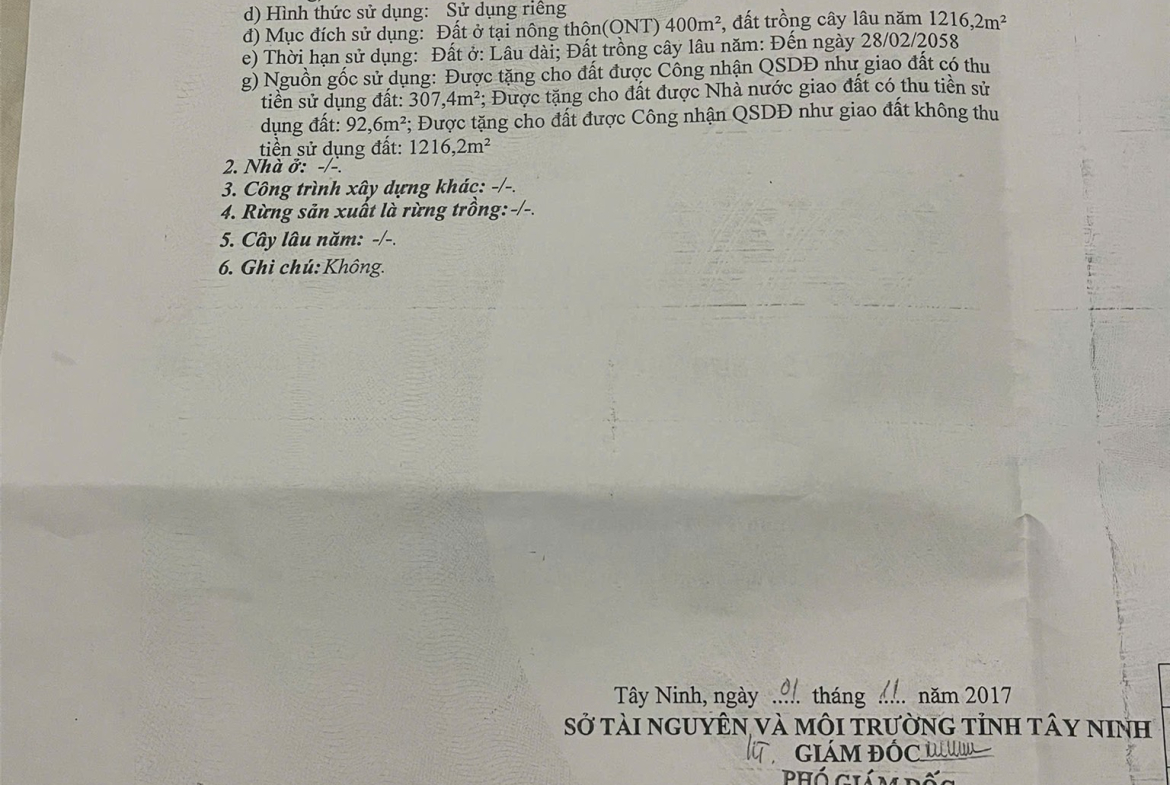 d) Hình thức sử dụng: Sử dụng riêng
đ) Mục đích sử dụng: Đất ở tại nông thôn(ONT) 400m², đất trồng cây lâu năm 1216,2m²
e) Thời hạn sử dụng: Đất ở: Lâu dài; Đất trồng cây lâu năm: Đến ngày 28/02/2058
g) Nguồn gốc sử dụng: Được tặng cho đất được Công nhận QSDĐ như giao đất có thu
tiền sử dụng đất: 307,4m²; Được tặng cho đất được Nhà nước giao đất có thu tiền sử
dụng đất: 92,6m²; Được tặng cho đất được Công nhận QSDĐ như giao đất không thu
tiền sử dụng đất: 1216,2m²
2. Nhà ở: -/-.
3. Công trình xây dựng khác: -/-.
4. Rừng sản xuất là rừng trồng:-/-.
5. Cây lâu năm: -/-.
6. Ghi chú: Không.
Tây Ninh, ngày 01 tháng 11 năm 2017
SỞ TÀI NGUYÊN VÀ MÔI TRƯỜNG TỈNH TÂY NINH
KT. GIÁM ĐỐC
PHÓ GIÁM ĐỐC